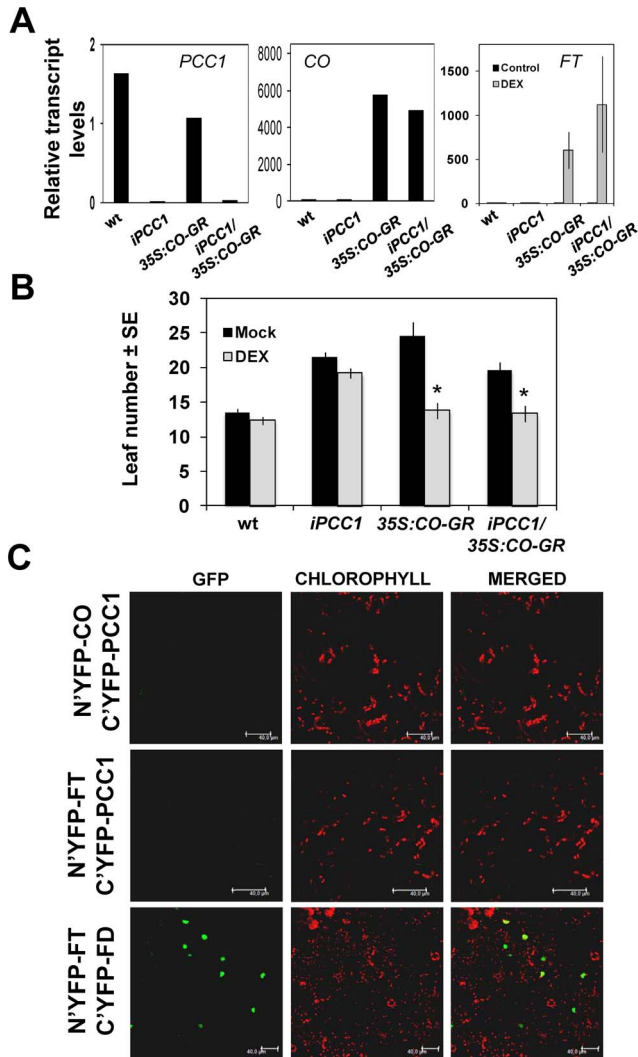 A
Relative transcript
levels
PCC1
2
1
0
wt
iPCC1
35S:CO-GR
iPCC1/
35S:CO-GR
CO
8000
6000
4000
2000
0
wt
iPCC1
35S:CO-GR
iPCC1/
35S:CO-GR
FT
Control
DEX
1500
1000
500
0
wt
iPCC1
35S:CO-GR
iPCC1/
35S:CO-GR
B
Leaf number ± SE
30
25
20
15
10
5
0
Mock
DEX
*
*
wt
iPCC1
35S:CO-GR
iPCC1/
35S:CO-GR
C
GFP CHLOROPHYLL MERGED
N'YFP-CO
C'YFP-PCC1
40,0 µm
40,0 µm
40,0 µm
N'YFP-FT
C'YFP-PCC1
40,0 µm
40,0 µm
40,0 µm
N'YFP-FT
C'YFP-FD
40,0 µm
40,0 µm
40,0 µm